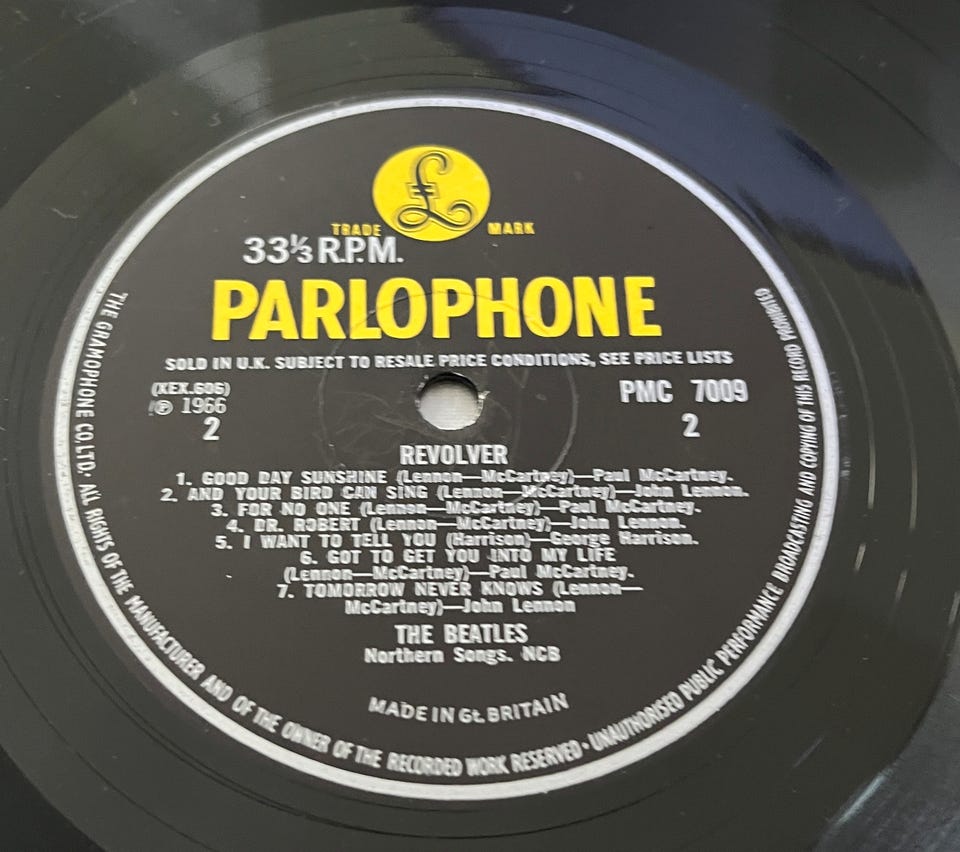 £
TRADE MARK
33⅓ R.P.M.
PARLOPHONE
SOLD IN U.K. SUBJECT TO RESALE PRICE CONDITIONS, SEE PRICE LISTS
(XEX.606)
℗ 1966
2
PMC 7009
2
REVOLVER
1. GOOD DAY SUNSHINE (Lennon—McCartney)—Paul McCartney.
2. AND YOUR BIRD CAN SING (Lennon—McCartney)—John Lennon.
3. FOR NO ONE (Lennon—McCartney)—Paul McCartney.
4. DR. ROBERT (Lennon—McCartney)—John Lennon.
5. I WANT TO TELL YOU (Harrison)—George Harrison.
6. GOT TO GET YOU INTO MY LIFE
(Lennon—McCartney)—Paul McCartney.
7. TOMORROW NEVER KNOWS (Lennon—
McCartney)—John Lennon
THE BEATLES
Northern Songs. NCB
MADE IN Gt. BRITAIN
THE GRAMOPHONE CO. LTD. ALL RIGHTS OF THE MANUFACTURER AND OF THE OWNER OF THE RECORDED WORK RESERVED · UNAUTHORISED PUBLIC PERFORMANCE BROADCASTING AND COPYING OF THIS RECORD PROHIBITED